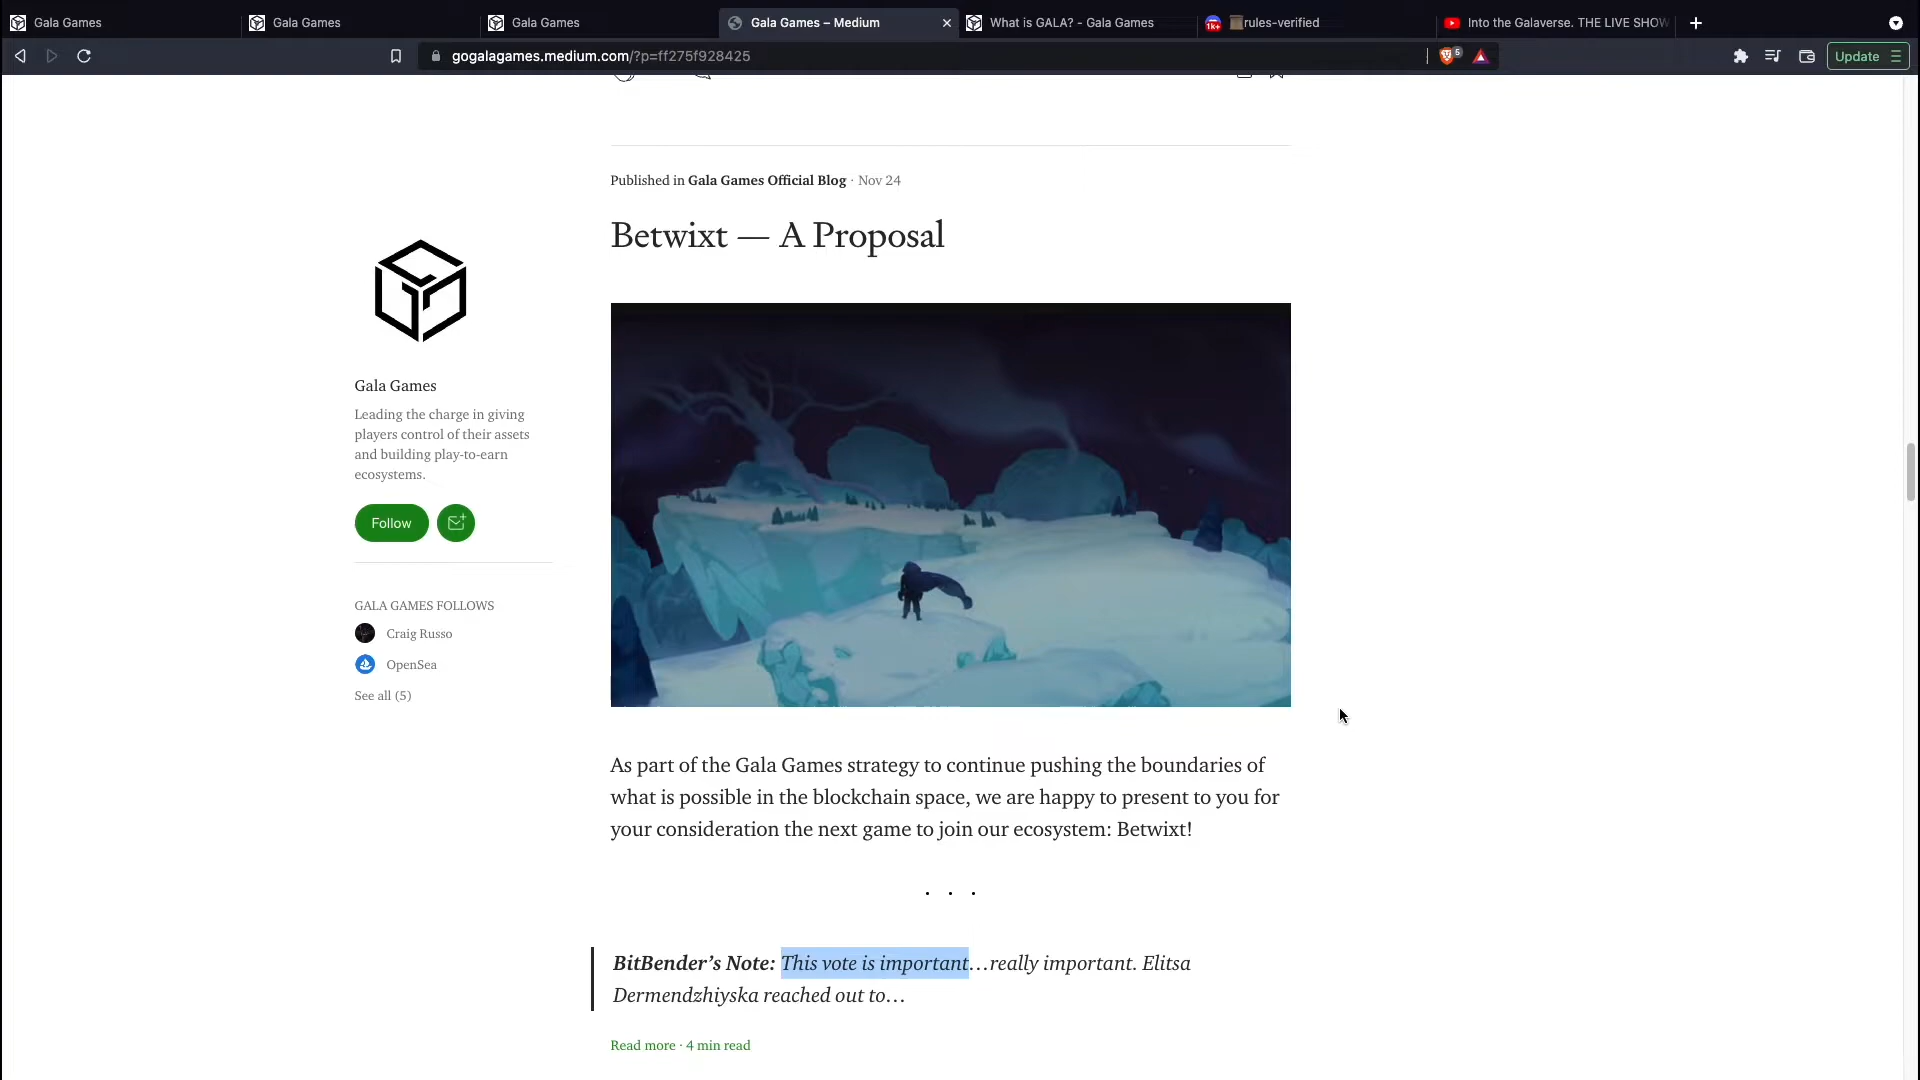 Gala Games
Gala Games
Gala Games
Gala Games – Medium
What is GALA? - Gala Games
1k+
rules-verified
Into the Galaverse. THE LIVE SHOW
gogalagames.medium.com/?p=ff275f928425
5
Update
Published in Gala Games Official Blog · Nov 24
Betwixt — A Proposal
Gala Games
Leading the charge in giving
players control of their assets
and building play-to-earn
ecosystems.
Follow
GALA GAMES FOLLOWS
Craig Russo
OpenSea
See all (5)
As part of the Gala Games strategy to continue pushing the boundaries of
what is possible in the blockchain space, we are happy to present to you for
your consideration the next game to join our ecosystem: Betwixt!
. . .
BitBender’s Note: This vote is important…really important. Elitsa
Dermendzhiyska reached out to…
Read more · 4 min read